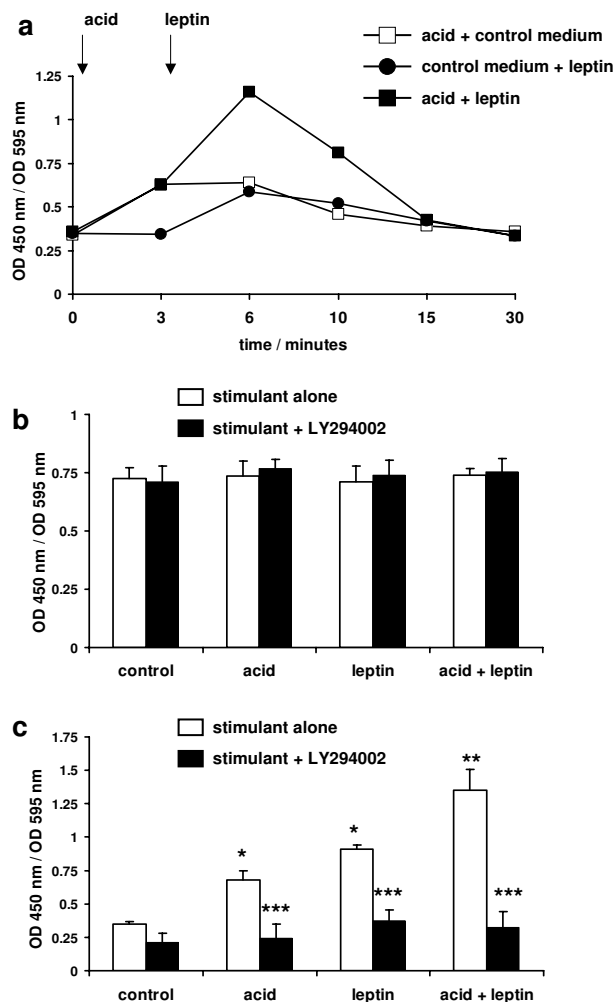 a
acid leptin
acid + control medium
control medium + leptin
acid + leptin
OD 450 nm / OD 595 nm
1.25
1
0.75
0.5
0.25
0
0 3 6 10 15 30
time / minutes
b
stimulant alone
stimulant + LY294002
OD 450 nm / OD 595 nm
1
0.75
0.5
0.25
0
control acid leptin acid + leptin
c
stimulant alone
stimulant + LY294002
OD 450 nm / OD 595 nm
1.75
1.5
1.25
1
0.75
0.5
0.25
0
**
* *
*** *** ***
control acid leptin acid + leptin